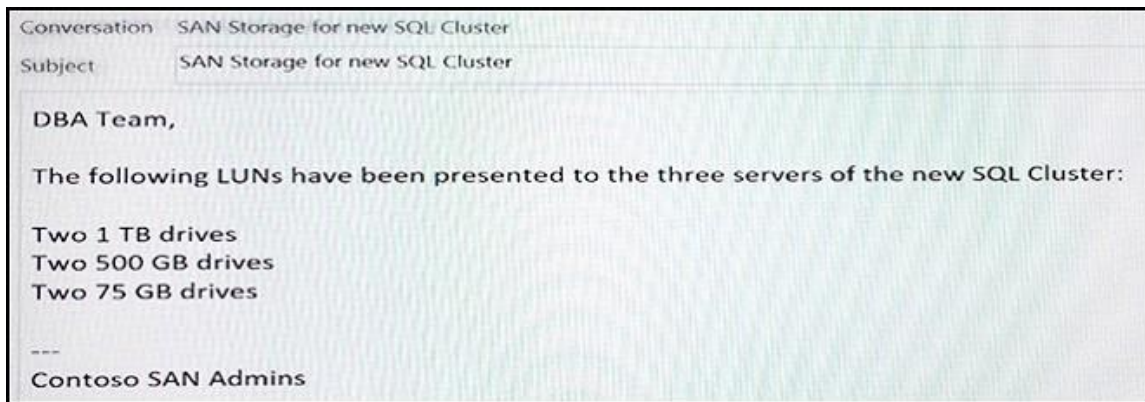 Conversation SAN Storage for new SQL Cluster
Subject SAN Storage for new SQL Cluster
DBA Team,
The following LUNs have been presented to the three servers of the new SQL Cluster:
Two 1 TB drives
Two 500 GB drives
Two 75 GB drives
---
Contoso SAN Admins